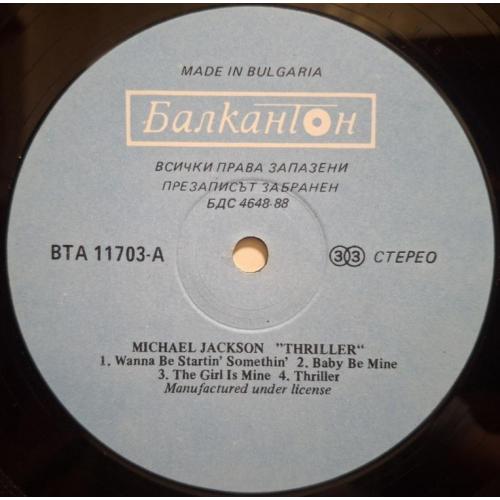 MADE IN BULGARIA
Балкантон
ВСИЧКИ ПРАВА ЗАПАЗЕНИ
ПРЕЗАПИСЪТ ЗАБРАНЕН
БДС 4648-88
ВТА 11703-А
33 СТЕРЕО
MICHAEL JACKSON "THRILLER“
1. Wanna Be Startin' Somethin' 2. Baby Be Mine
3. The Girl Is Mine 4. Thriller
Manufactured under license